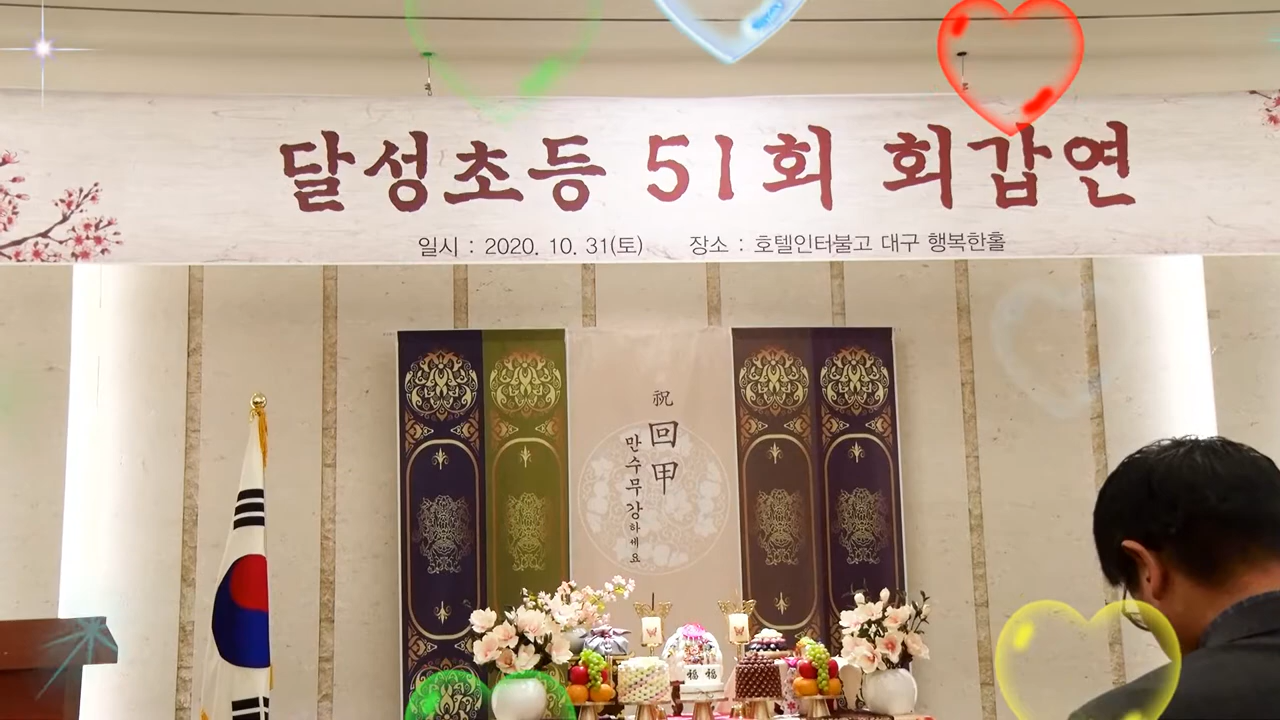 달성초등 51회 회갑연
일시 : 2020. 10. 31(토) 장소 : 호텔인터불고 대구 행복한홀
祝
回甲
만수무강하세요
福 福